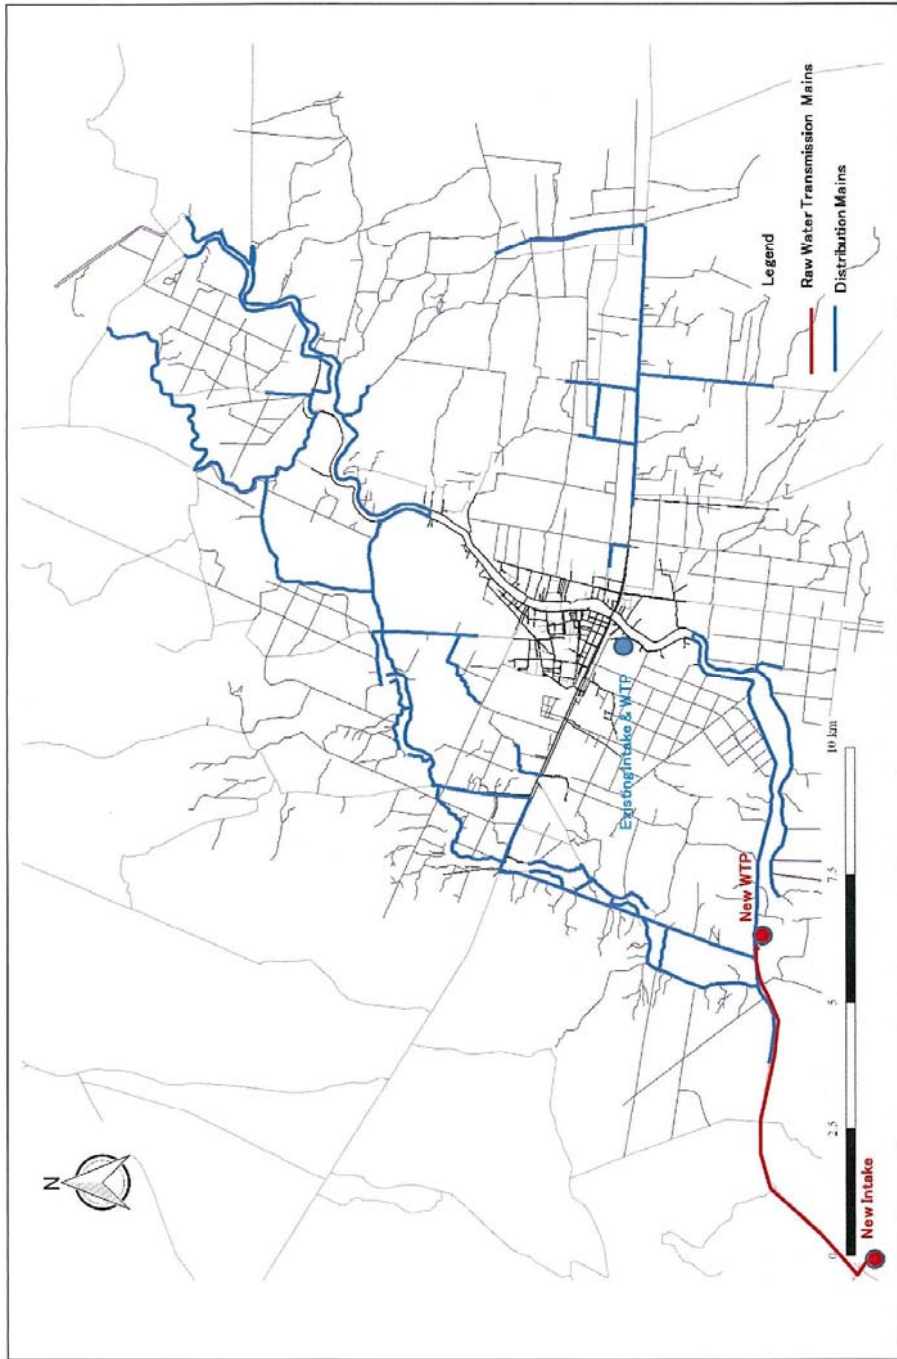 N
Legend
Raw Water Transmission Mains
Distribution Mains
Existing Intake & WTP
New WTP
New Intake
0
2.5
5
7.5
10 km